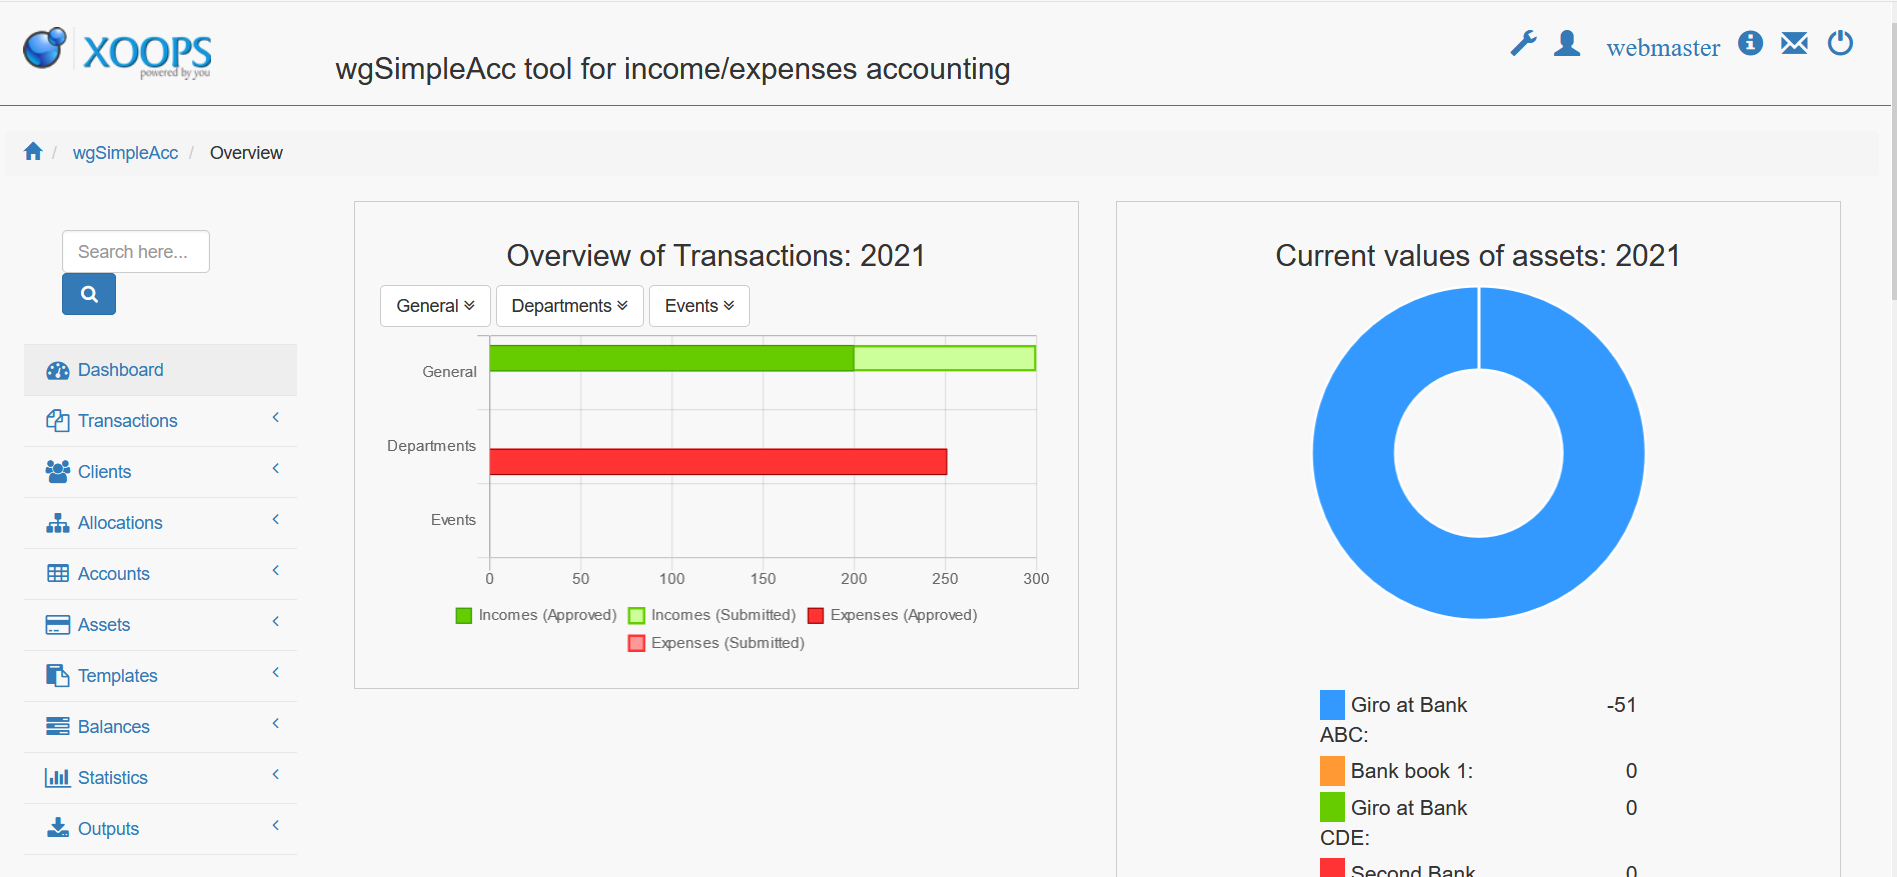 XOOPS
powered by you
wgSimpleAcc tool for income/expenses accounting
webmaster
/ wgSimpleAcc / Overview
Search here...
Dashboard
Transactions
Clients
Allocations
Accounts
Assets
Templates
Balances
Statistics
Outputs
Overview of Transactions: 2021
General Departments Events
General
Departments
Events
0 50 100 150 200 250 300
Incomes (Approved) Incomes (Submitted) Expenses (Approved)
Expenses (Submitted)
Current values of assets: 2021
Giro at Bank -51
ABC:
Bank book 1: 0
Giro at Bank 0
CDE:
Second Bank 0